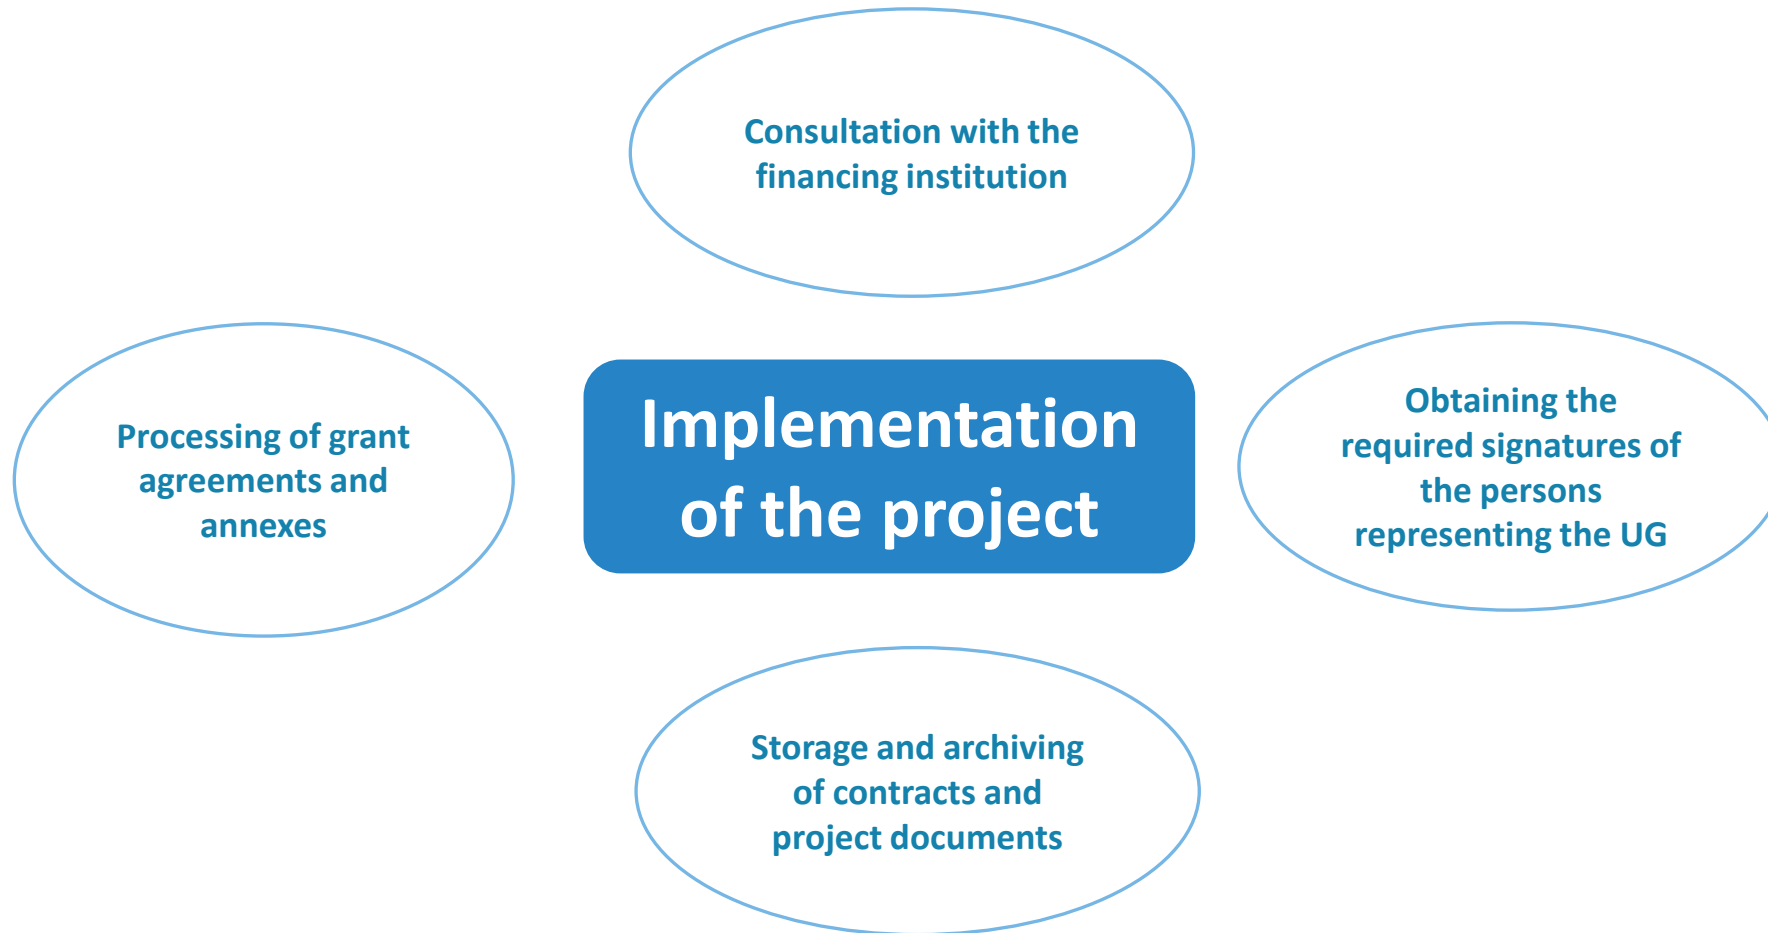 Consultation with the
financing institution
Processing of grant
agreements and
annexes
Implementation
of the project
Obtaining the
required signatures of
the persons
representing the UG
Storage and archiving
of contracts and
project documents